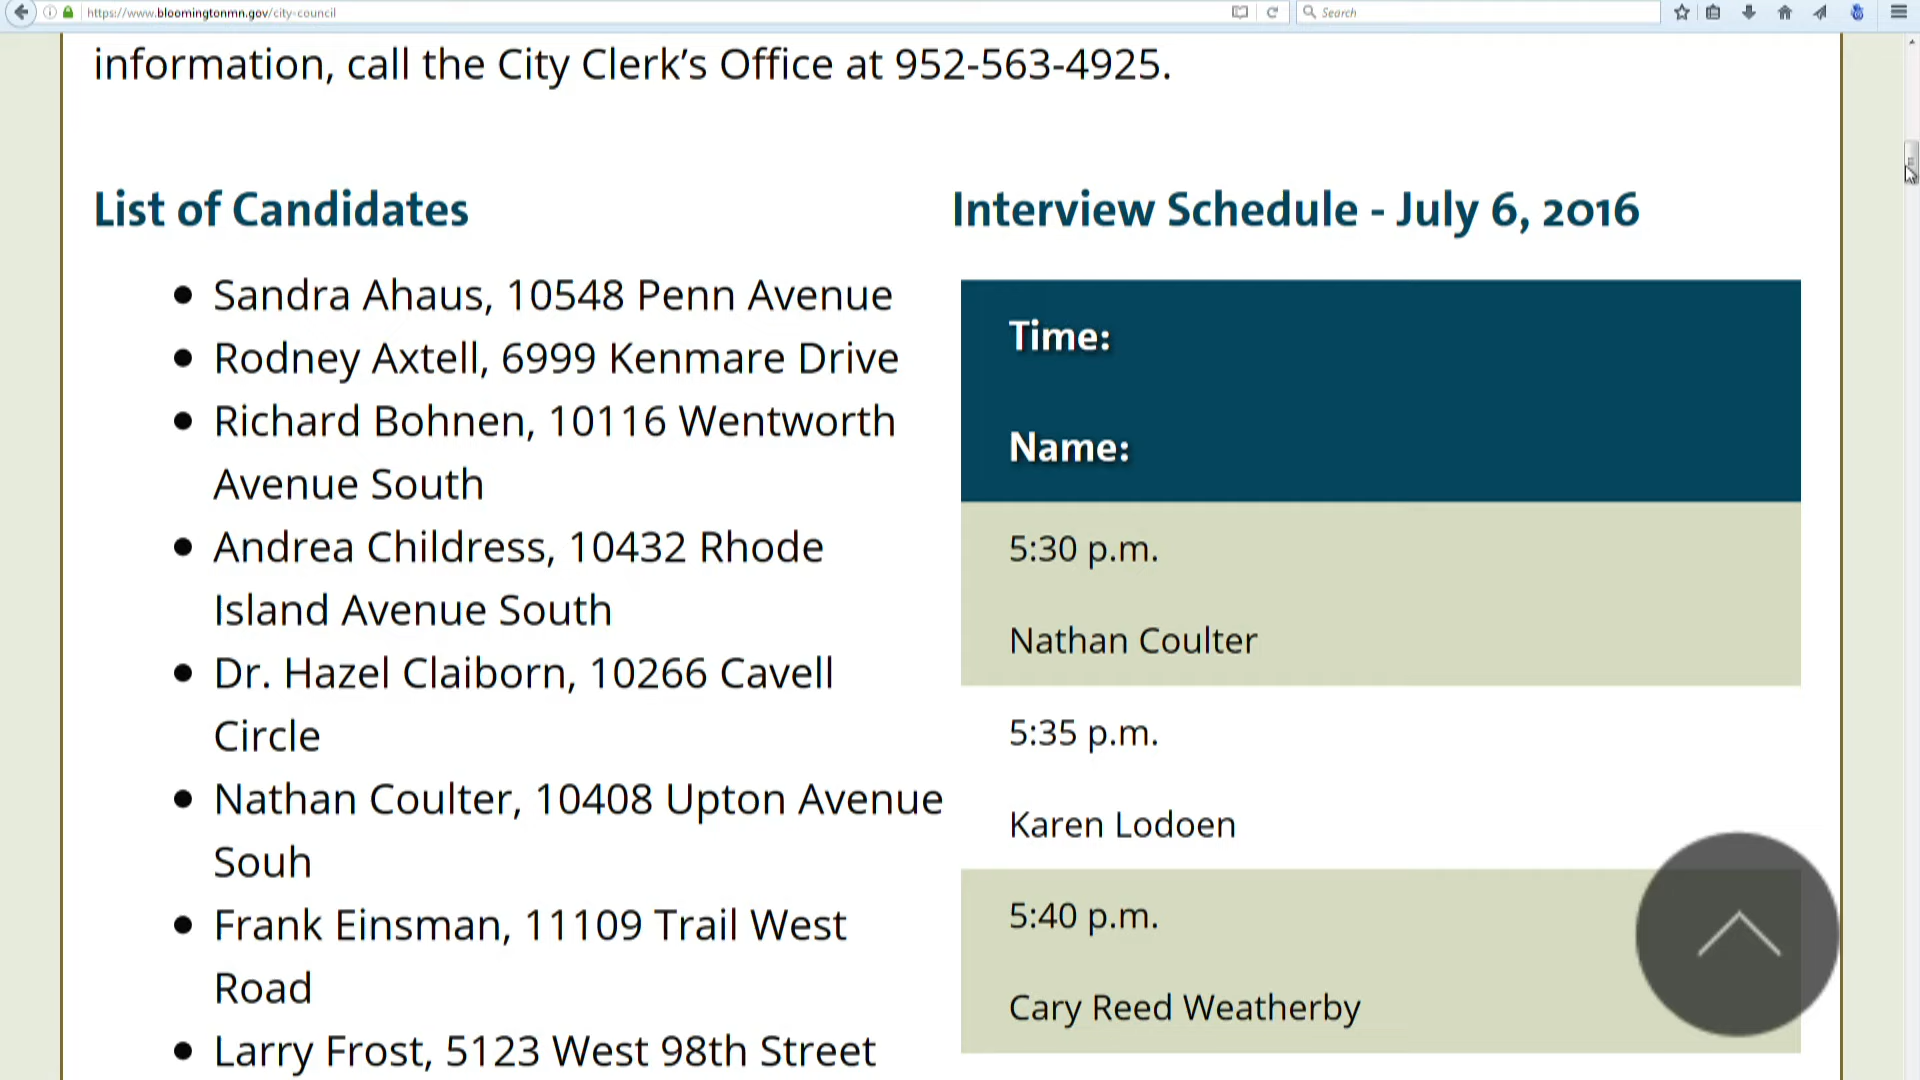 https://www.bloomingtonmn.gov/city-council
Search
information, call the City Clerk’s Office at 952-563-4925.
List of Candidates
Sandra Ahaus, 10548 Penn Avenue
Rodney Axtell, 6999 Kenmare Drive
Richard Bohnen, 10116 Wentworth
Avenue South
Andrea Childress, 10432 Rhode
Island Avenue South
Dr. Hazel Claiborn, 10266 Cavell
Circle
Nathan Coulter, 10408 Upton Avenue
Souh
Frank Einsman, 11109 Trail West
Road
Larry Frost, 5123 West 98th Street
Interview Schedule - July 6, 2016
Time:
Name:
5:30 p.m.
Nathan Coulter
5:35 p.m.
Karen Lodoen
5:40 p.m.
Cary Reed Weatherby